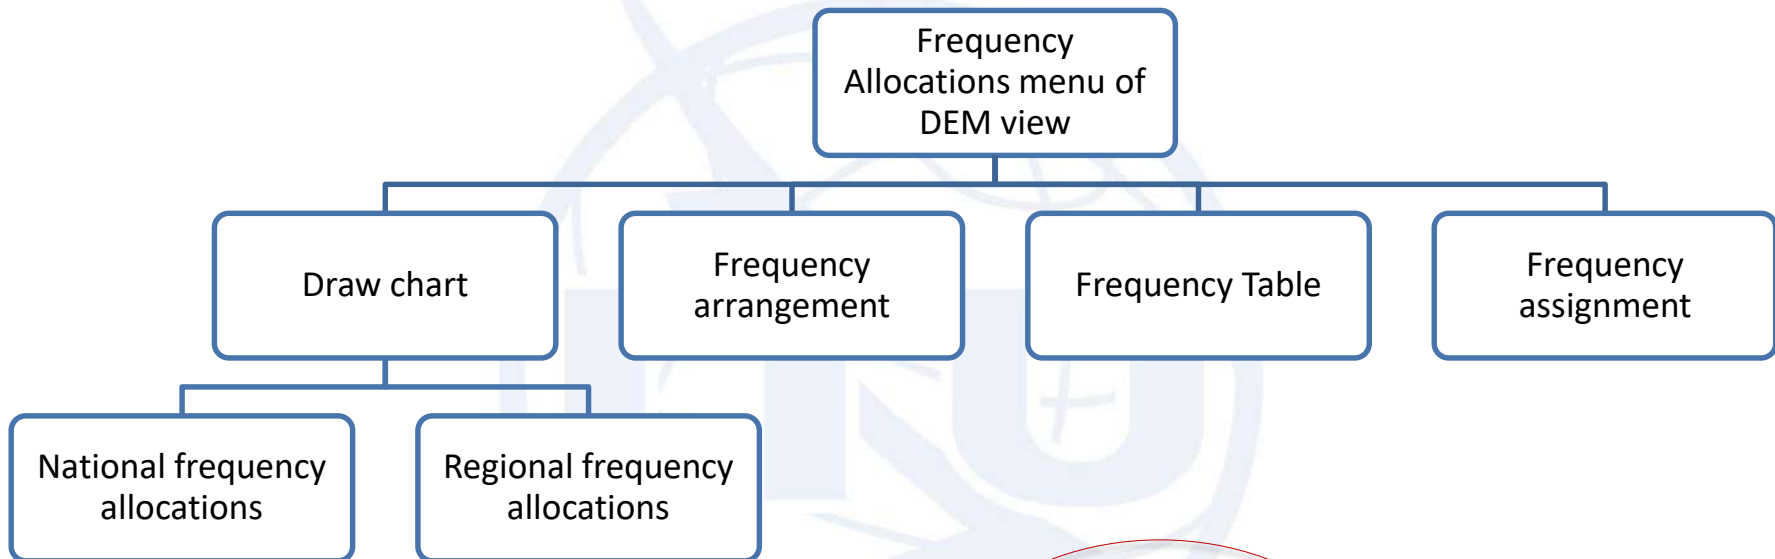 Frequency
Allocations menu of
DEM view
Draw chart
Frequency
arrangement
Frequency Table
Frequency
assignment
National frequency
allocations
Regional frequency
allocations
ITU